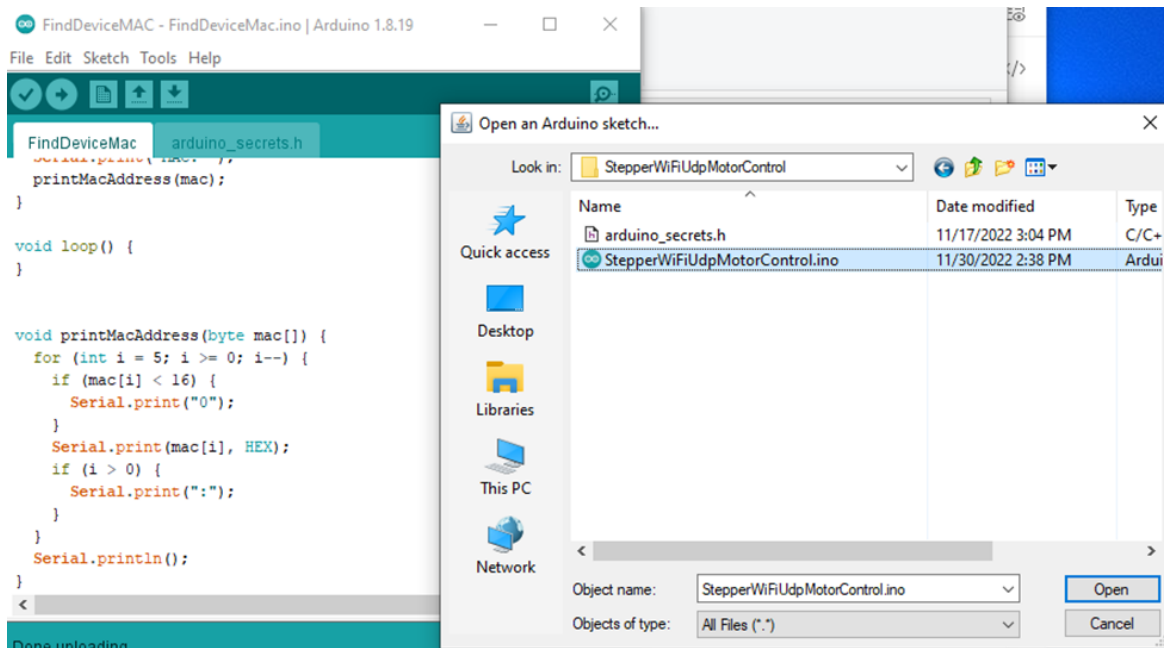 FindDeviceMAC - FindDeviceMac.ino | Arduino 1.8.19
File Edit Sketch Tools Help
FindDeviceMac arduino_secrets.h
printMacAddress(mac);
}
void loop() {
}
void printMacAddress(byte mac[]) {
for (int i = 5; i >= 0; i--) {
if (mac[i] < 16) {
Serial.print("0");
}
Serial.print(mac[i], HEX);
if (i > 0) {
Serial.print(":");
}
}
Serial.println();
}
Done uploading
Open an Arduino sketch...
Look in: StepperWiFiUdpMotorControl
Quick access
Desktop
Libraries
This PC
Network
Name Date modified Type
arduino_secrets.h 11/17/2022 3:04 PM C/C+
StepperWiFiUdpMotorControl.ino 11/30/2022 2:38 PM Ardui
Object name: StepperWiFiUdpMotorControl.ino Open
Objects of type: All Files (*.*) Cancel